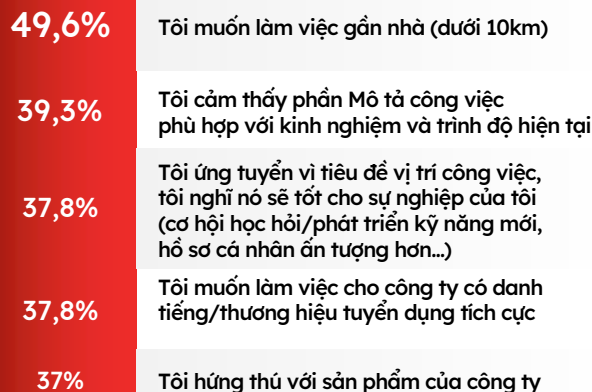 49,6%
Tôi muốn làm việc gần nhà (dưới 10km)
39,3%
Tôi cảm thấy phần Mô tả công việc
phù hợp với kinh nghiệm và trình độ hiện tại
37,8%
Tôi ứng tuyển vì tiêu đề vị trí công việc,
tôi nghĩ nó sẽ tốt cho sự nghiệp của tôi
(cơ hội học hỏi/phát triển kỹ năng mới,
hồ sơ cá nhân ấn tượng hơn...)
37,8%
Tôi muốn làm việc cho công ty có danh
tiếng/thương hiệu tuyển dụng tích cực
37%
Tôi hứng thú với sản phẩm của công ty